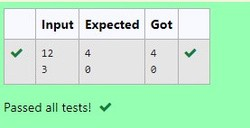 Input Expected Got
12 4 4
3 0 0
Passed all tests!